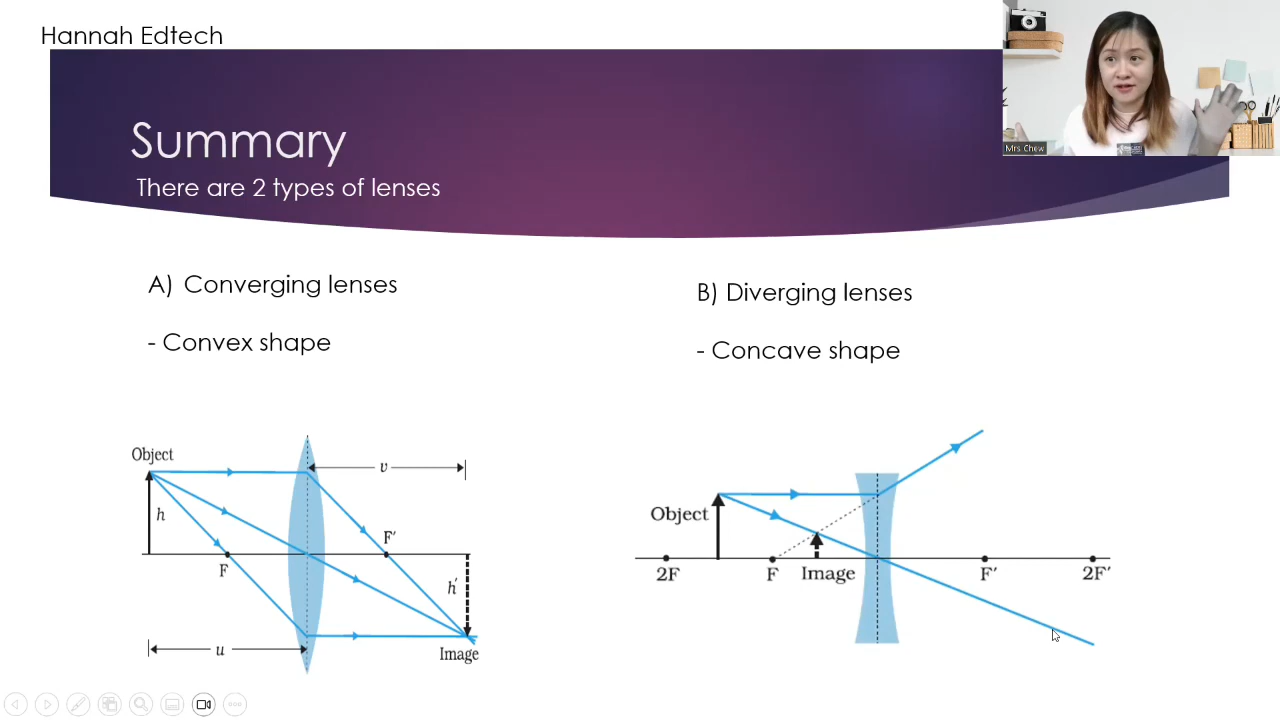 Hannah Edtech
Summary
There are 2 types of lenses
Mrs Chew
A) Converging lenses
- Convex shape
B) Diverging lenses
- Concave shape
Object
v
h
F'
F
h'
u
Image
Object
2F
F
Image
F'
2F'